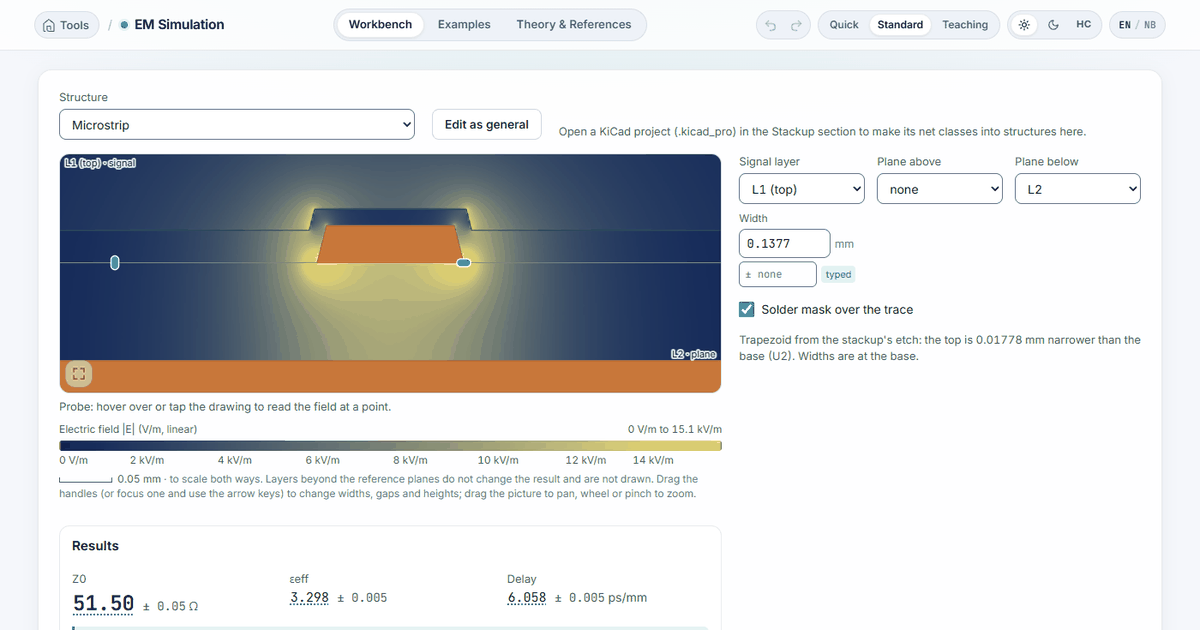 Tools / EM Simulation Workbench Examples Theory & References Quick Standard Teaching HC EN / NB
Structure
Microstrip Edit as general Open a KiCad project (.kicad_pro) in the Stackup section to make its net classes into structures here.
L1 (top) · signal
Signal layer Plane above Plane below
L1 (top) none L2
Width
0.1377 mm
± none typed
Solder mask over the trace
Trapezoid from the stackup's etch: the top is 0.01778 mm narrower than the
base (U2). Widths are at the base.
L2 · plane
Probe: hover over or tap the drawing to read the field at a point.
Electric field |E| (V/m, linear) 0 V/m to 15.1 kV/m
0 V/m 2 kV/m 4 kV/m 6 kV/m 8 kV/m 10 kV/m 12 kV/m 14 kV/m
0.05 mm · to scale both ways. Layers beyond the reference planes do not change the result and are not drawn. Drag the
handles (or focus one and use the arrow keys) to change widths, gaps and heights; drag the picture to pan, wheel or pinch to zoom.
Results
Z0 εeff Delay
51.50 ± 0.05 Ω 3.298 ± 0.005 6.058 ± 0.005 ps/mm